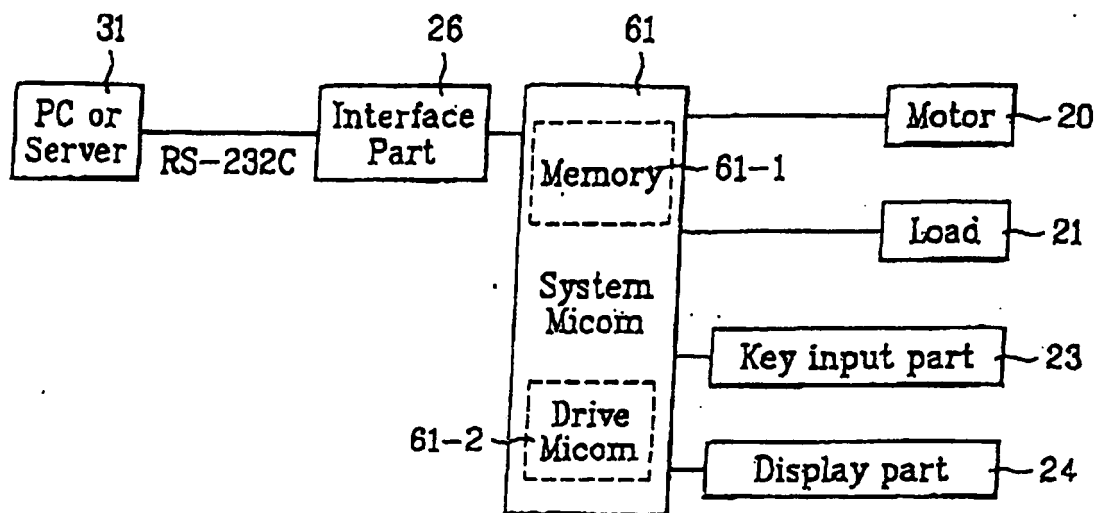 31
26
61
PC or
Server
RS-232C
Interface
Part
Memory
61-1
System
Micom
61-2
Drive
Micom
Motor
20
Load
21
Key input part
23
Display part
24